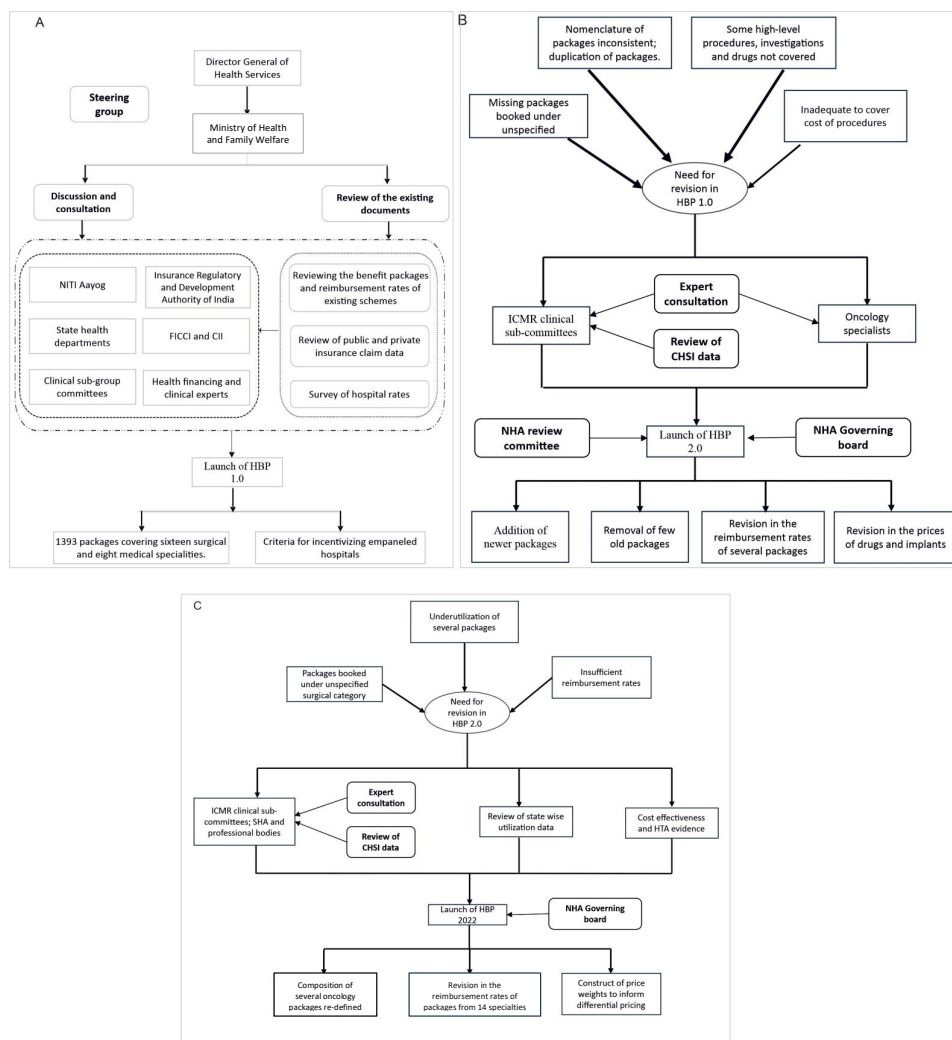 A
Director General of
Health Services
Steering
group
Ministry of Health
and Family Welfare
Discussion and
consultation
Review of the existing
documents
NITI Aayog
Insurance Regulatory
and Development
Authority of India
State health
departments
FICCI and CII
Clinical sub-group
committees
Health financing and
clinical experts
Reviewing the benefit packages
and reimbursement rates of
existing schemes
Review of public and private
insurance claim data
Survey of hospital rates
Launch of HBP
1.0
1393 packages covering sixteen surgical
and eight medical specialities.
Criteria for incentivizing empaneled
hospitals
B
Nomenclature of
packages inconsistent;
duplication of packages.
Some high-level
procedures, investigations
and drugs not covered
Missing packages
booked under
unspecified
Inadequate to cover
cost of procedures
Need for
revision in
HBP 1.0
Expert
consultation
ICMR clinical
sub-committees
Oncology
specialists
Review of
CHSI data
NHA review
committee
Launch of HBP
2.0
NHA Governing
board
Addition of
newer packages
Removal of few
old packages
Revision in the
reimbursement rates
of several packages
Revision in the prices
of drugs and implants
C
Underutilization of
several packages
Packages booked
under unspecified
surgical category
Insufficient
reimbursement rates
Need for
revision in
HBP 2.0
ICMR clinical sub-
committees; SHA and
professional bodies
Expert
consultation
Review of
CHSI data
Review of state wise
utilization data
Cost effectiveness
and HTA evidence
Launch of HBP
2022
NHA Governing
board
Composition of
several oncology
packages re-defined
Revision in the
reimbursement rates of
packages from 14 specialties
Construct of price
weights to inform
differential pricing